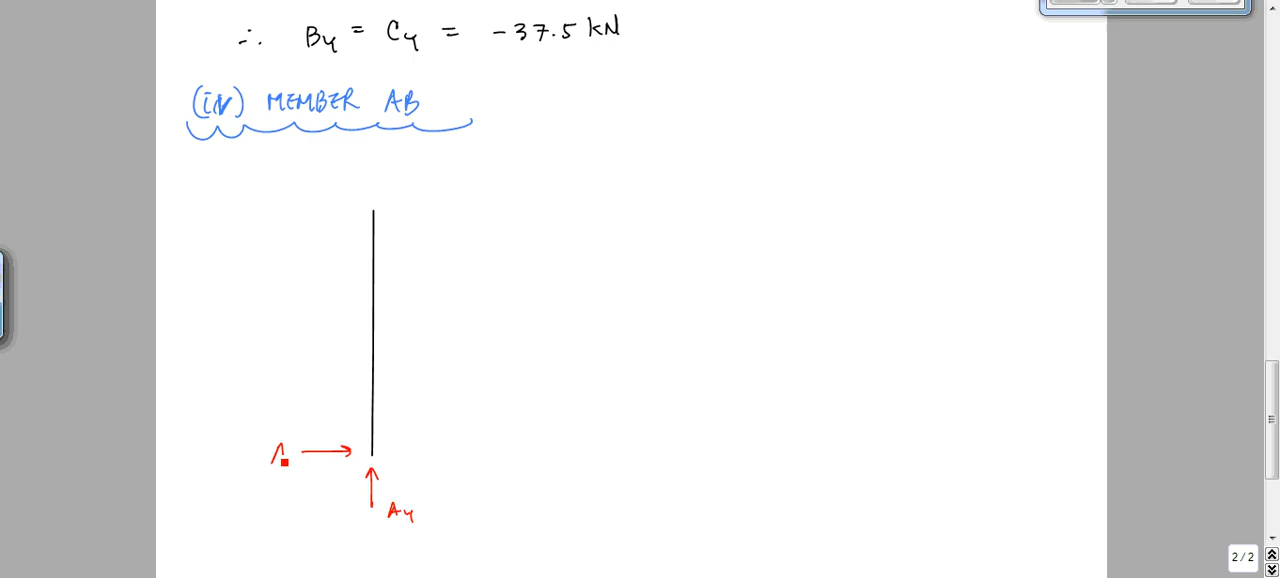 ∴ By = Cy = -37.5 kN
(iv) MEMBER AB
A
Ay
2 / 2